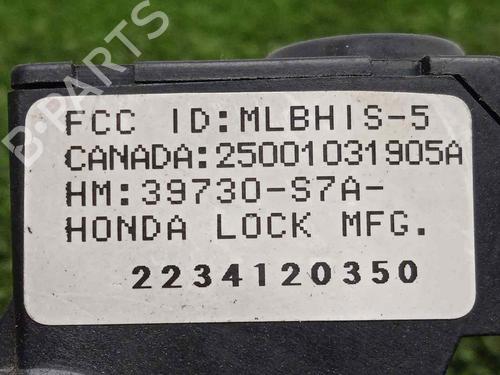 FCC ID:MLBHIS-5
CANADA:25001031905A
HM:39730-S7A-
HONDA LOCK MFG.
2234120350
B-PARTS